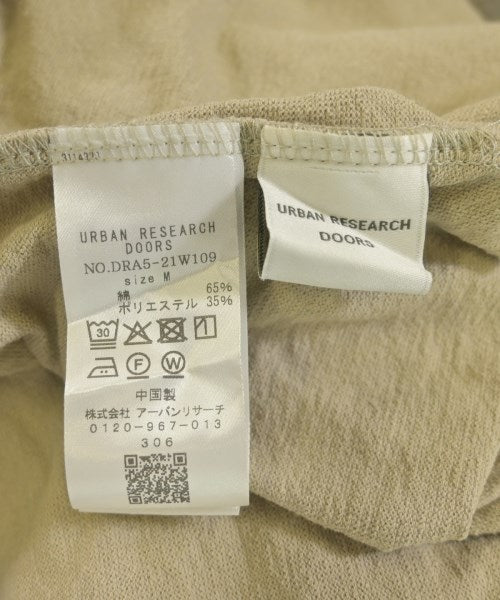 URBAN RESEARCH
DOORS
NO.DRA5-21W109
size M
綿 65%
ポリエステル 35%
30
F
W
中国製
株式会社 アーバンリサーチ
0120-967-013
306
URBAN RESEARCH
DOORS